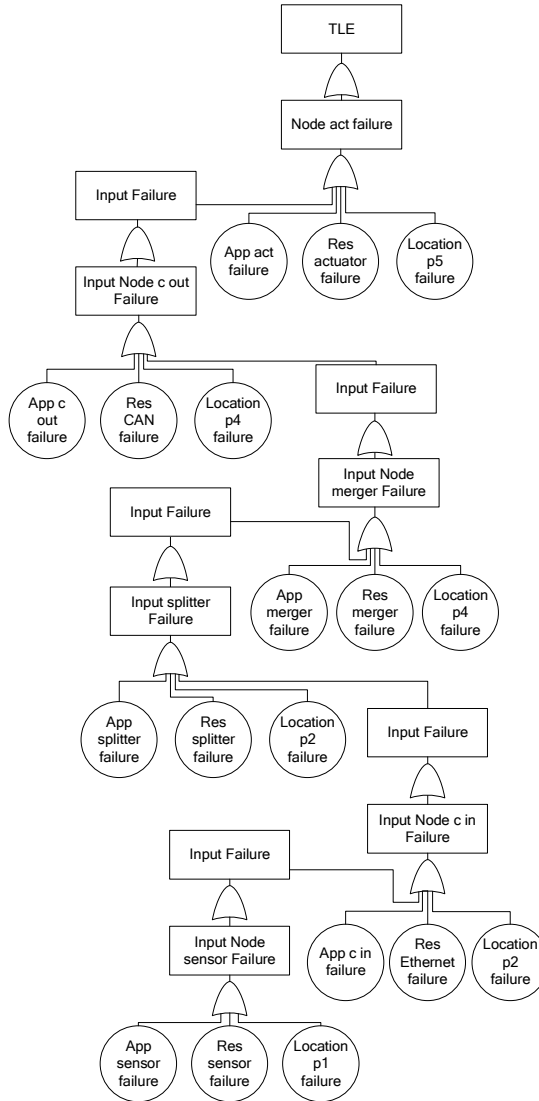 TLE
Node act failure
Input Failure
App act
failure
Res
actuator
failure
Location
p5
failure
Input Node c out
Failure
App c
out
failure
Res
CAN
failure
Location
p4
failure
Input Failure
Input Node
merger Failure
Input Failure
App
merger
failure
Res
merger
failure
Location
p4
failure
Input splitter
Failure
App
splitter
failure
Res
splitter
failure
Location
p2
failure
Input Failure
Input Node c in
Failure
Input Failure
App c in
failure
Res
Ethernet
failure
Location
p2
failure
Input Node
sensor Failure
App
sensor
failure
Res
sensor
failure
Location
p1
failure